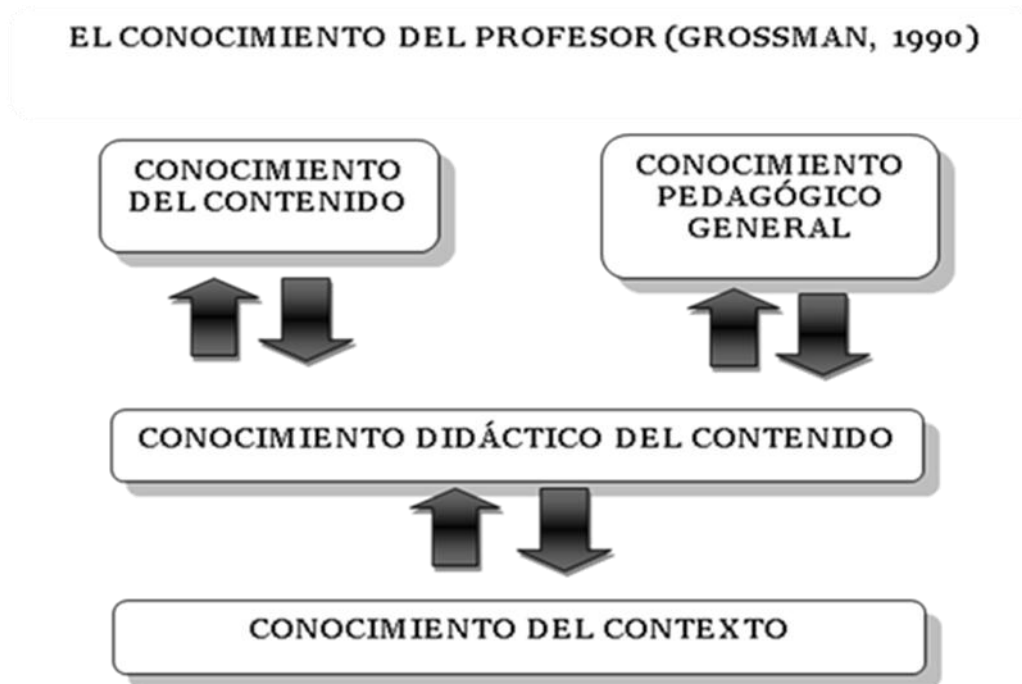 EL CONOCIMIENTO DEL PROFESOR (GROSSMAN, 1990)
CONOCIMIENTO
DEL CONTENIDO
CONOCIMIENTO
PEDAGÓGICO
GENERAL
CONOCIMIENTO DIDÁCTICO DEL CONTENIDO
CONOCIMIENTO DEL CONTEXTO